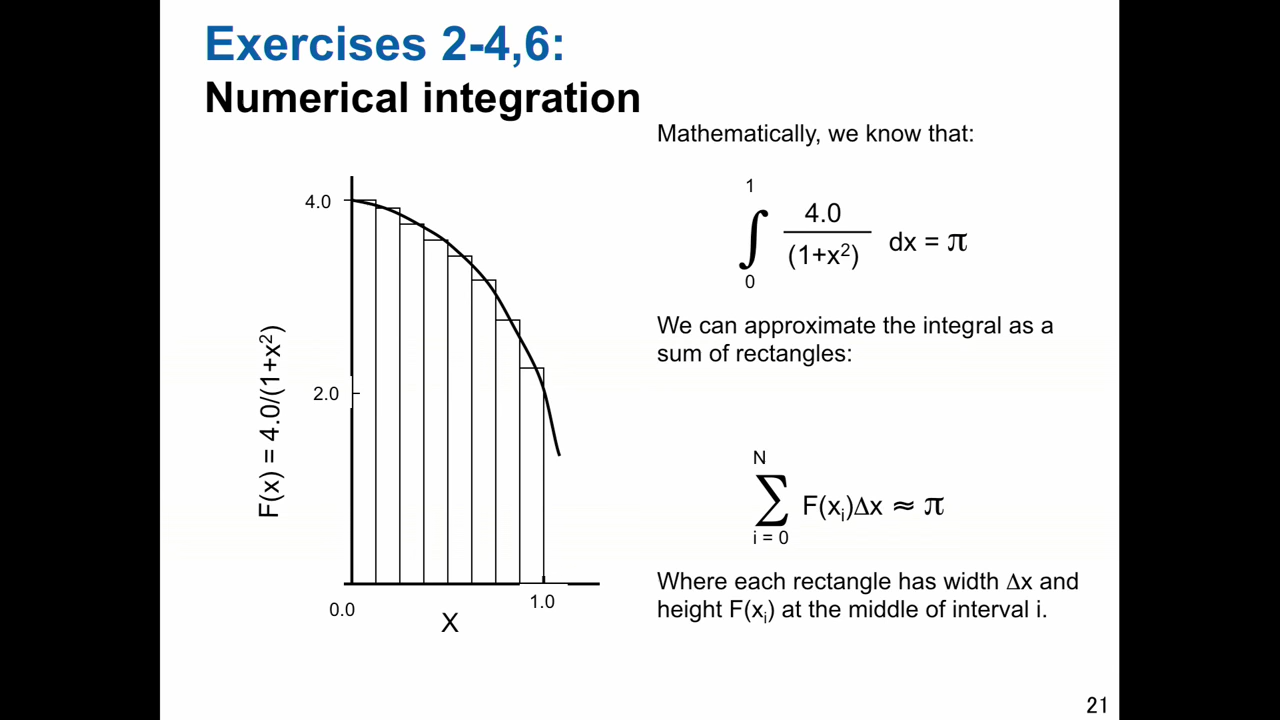 Exercises 2-4,6:
Numerical integration
Mathematically, we know that:
1
∫
4.0
(1+x²)
dx = π
0
We can approximate the integral as a
sum of rectangles:
N
∑ F(xᵢ)Δx ≈ π
i = 0
Where each rectangle has width Δx and
height F(xᵢ) at the middle of interval i.
4.0
2.0
F(x) = 4.0/(1+x²)
0.0
1.0
X
21